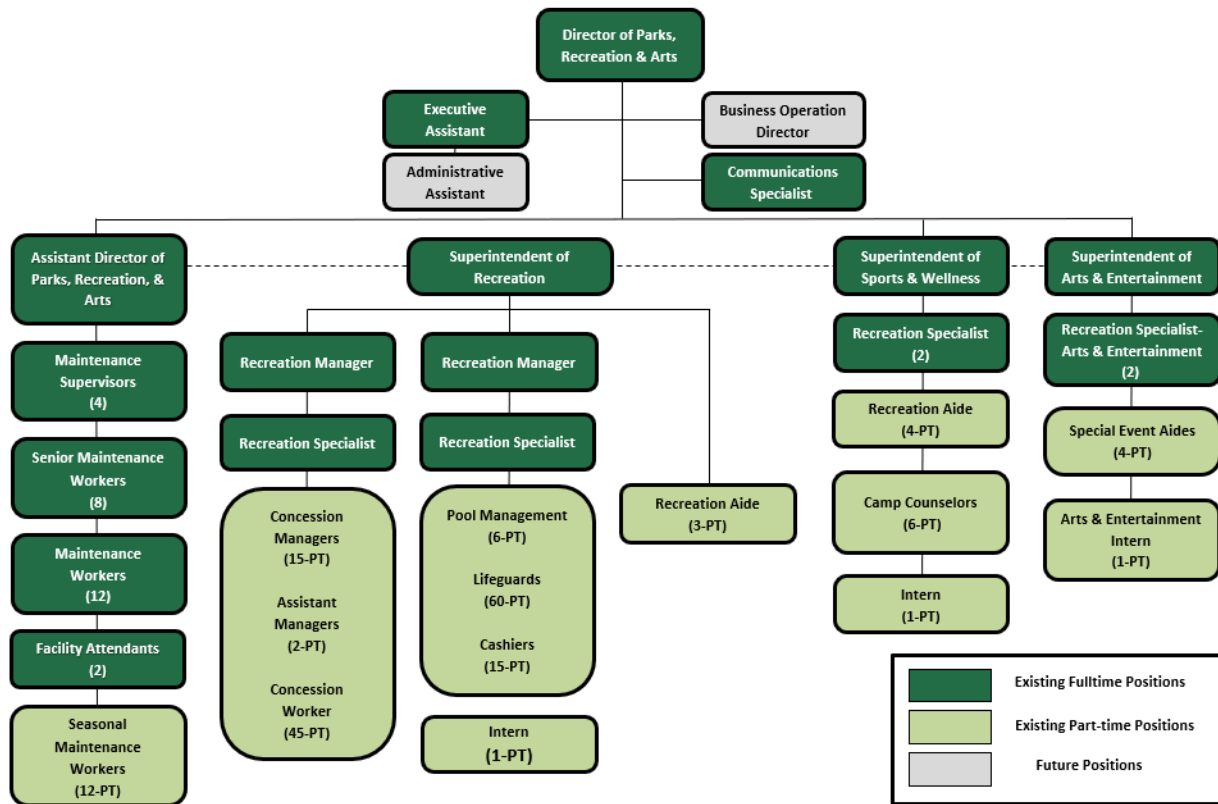 Director of Parks,
Recreation & Arts
Executive
Assistant
Business Operation
Director
Administrative
Assistant
Communications
Specialist
Assistant Director of
Parks, Recreation, &
Arts
Superintendent of
Recreation
Superintendent of
Sports & Wellness
Superintendent of
Arts & Entertainment
Maintenance
Supervisors
(4)
Senior Maintenance
Workers
(8)
Maintenance
Workers
(12)
Facility Attendants
(2)
Seasonal
Maintenance
Workers
(12-PT)
Recreation Manager
Recreation Specialist
Concession
Managers
(15-PT)
Assistant
Managers
(2-PT)
Concession
Worker
(45-PT)
Recreation Manager
Recreation Specialist
Pool Management
(6-PT)
Lifeguards
(60-PT)
Cashiers
(15-PT)
Intern
(1-PT)
Recreation Aide
(3-PT)
Recreation Specialist
(2)
Recreation Aide
(4-PT)
Camp Counselors
(6-PT)
Intern
(1-PT)
Recreation Specialist-
Arts & Entertainment
(2)
Special Event Aides
(4-PT)
Arts & Entertainment
Intern
(1-PT)
Existing Fulltime Positions
Existing Part-time Positions
Future Positions